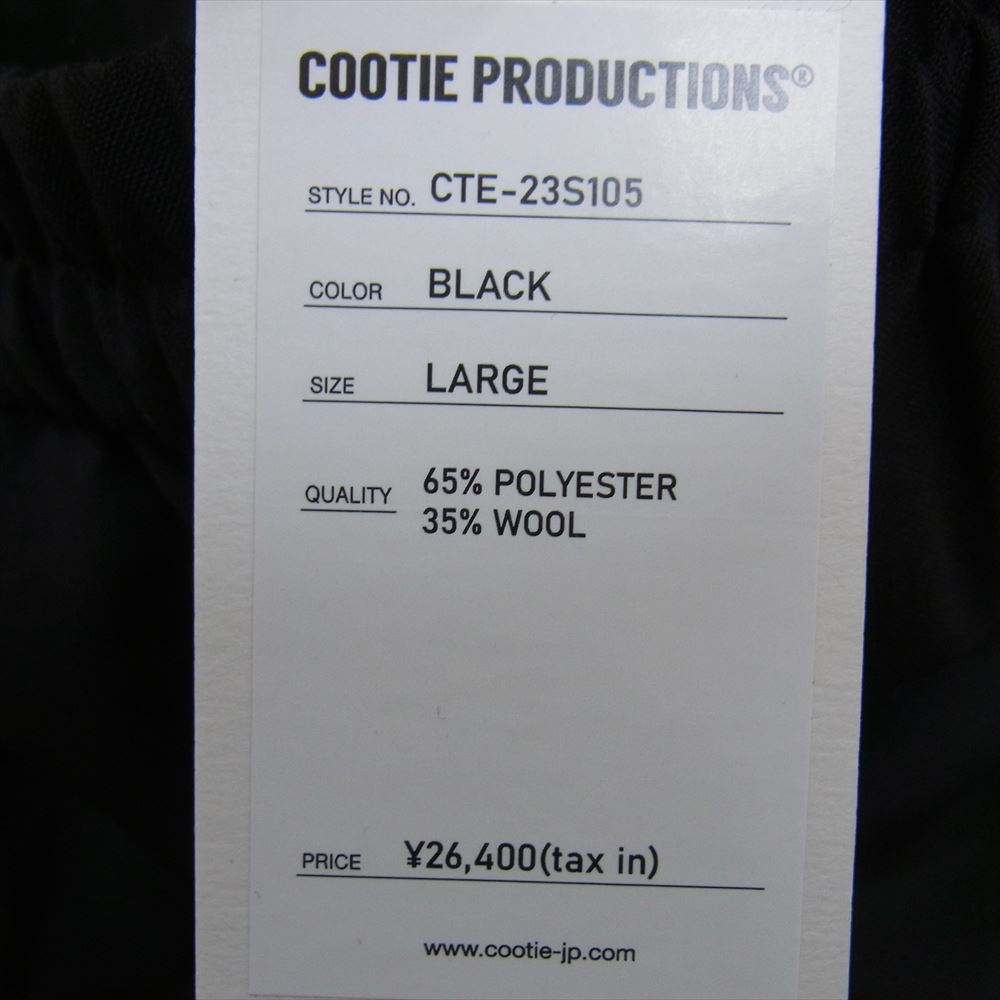 COOTIE PRODUCTIONS®
STYLE NO. CTE-23S105
COLOR BLACK
SIZE LARGE
QUALITY 65% POLYESTER
35% WOOL
PRICE ¥26,400(tax in)
www.cootie-jp.com